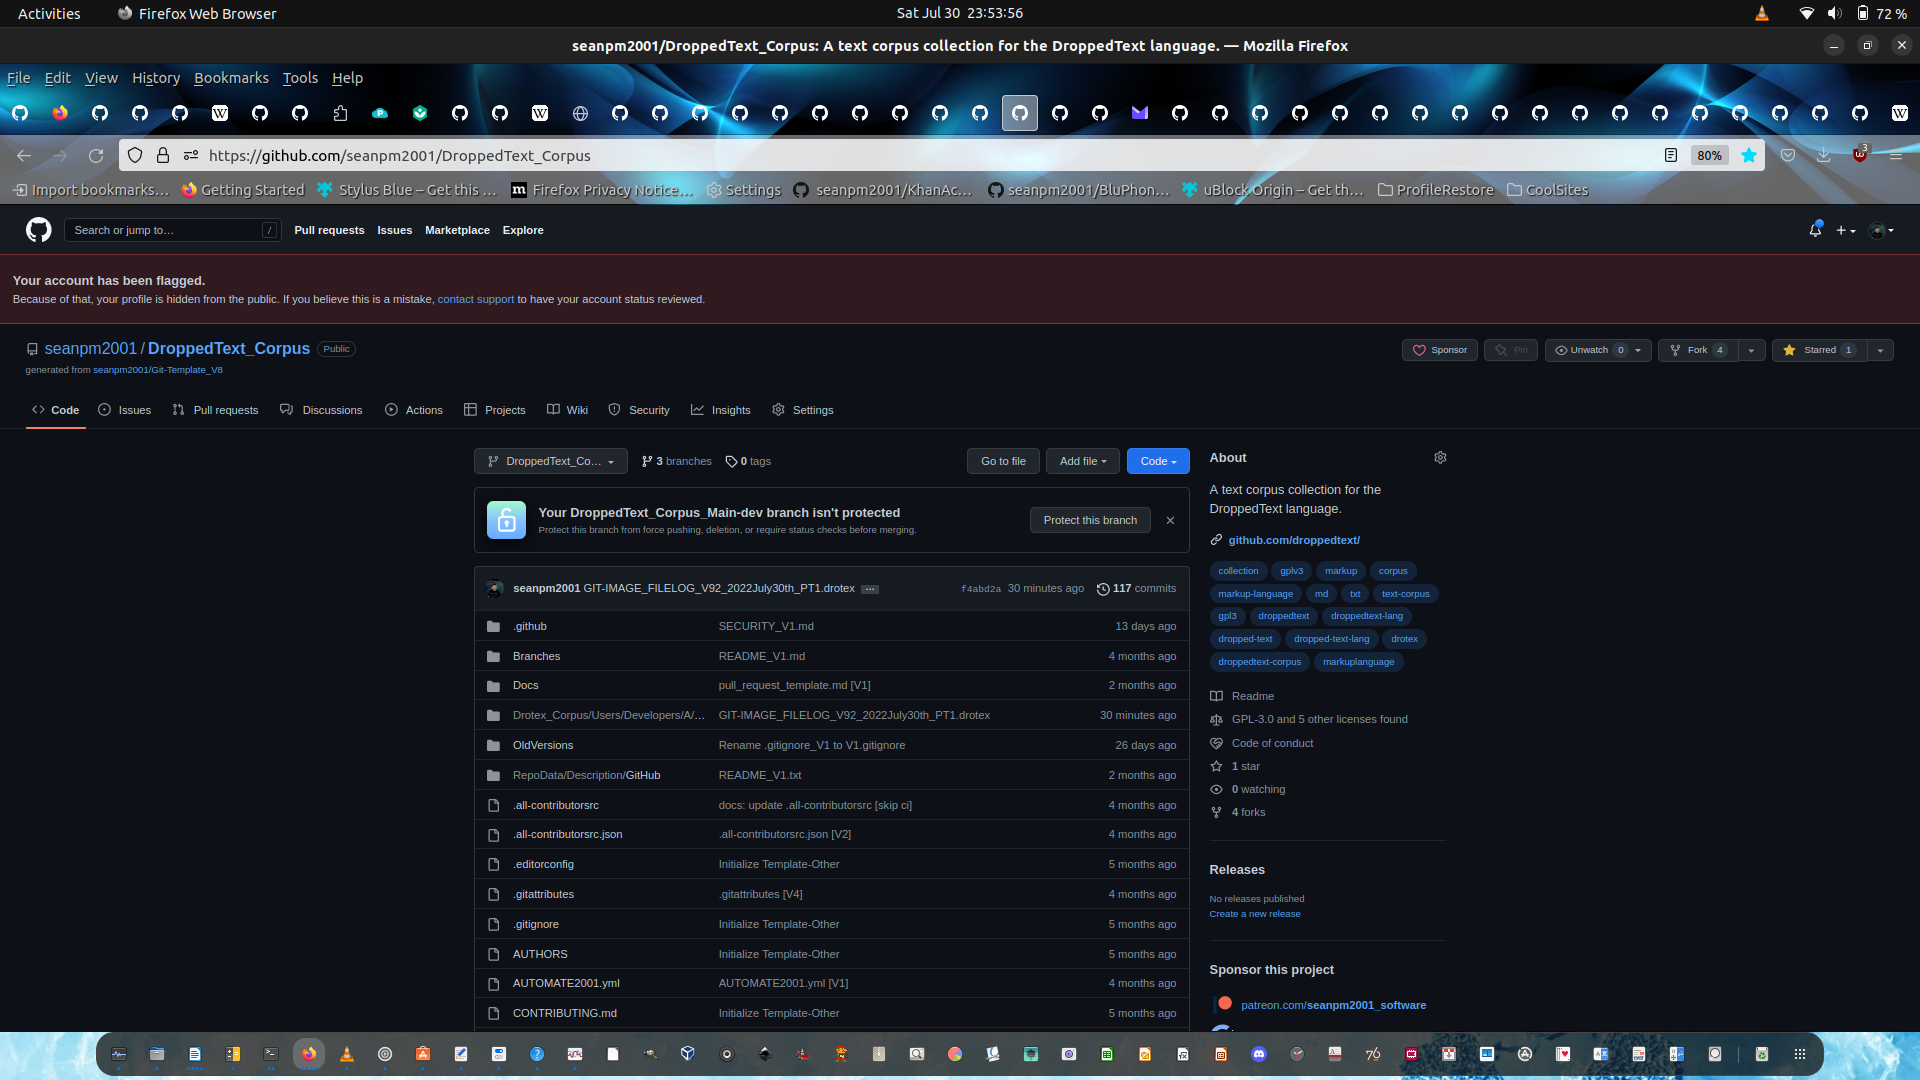 Activities Firefox Web Browser Sat Jul 30 23:53:56 72 %
seanpm2001/DroppedText_Corpus: A text corpus collection for the DroppedText language. — Mozilla Firefox
File Edit View History Bookmarks Tools Help
https://github.com/seanpm2001/DroppedText_Corpus 80% 3
Import bookmarks… Getting Started Stylus Blue – Get this … Firefox Privacy Notice… Settings seanpm2001/KhanAc… seanpm2001/BluPhon… uBlock Origin – Get th… ProfileRestore CoolSites
Search or jump to… / Pull requests Issues Marketplace Explore
Your account has been flagged.
Because of that, your profile is hidden from the public. If you believe this is a mistake, contact support to have your account status reviewed.
seanpm2001 / DroppedText_Corpus Public Sponsor Pin Unwatch 0 Fork 4 Starred 1
generated from seanpm2001/Git-Template_V8
Code Issues Pull requests Discussions Actions Projects Wiki Security Insights Settings
DroppedText_Co… 3 branches 0 tags Go to file Add file Code
Your DroppedText_Corpus_Main-dev branch isn't protected
Protect this branch from force pushing, deletion, or require status checks before merging.
Protect this branch
seanpm2001 GIT-IMAGE_FILELOG_V92_2022July30th_PT1.drotex … f4abd2a 30 minutes ago 117 commits
.github SECURITY_V1.md 13 days ago
Branches README_V1.md 4 months ago
Docs pull_request_template.md [V1] 2 months ago
Drotex_Corpus/Users/Developers/A/… GIT-IMAGE_FILELOG_V92_2022July30th_PT1.drotex 30 minutes ago
OldVersions Rename .gitignore_V1 to V1.gitignore 26 days ago
RepoData/Description/GitHub README_V1.txt 2 months ago
.all-contributorsrc docs: update .all-contributorsrc [skip ci] 4 months ago
.all-contributorsrc.json .all-contributorsrc.json [V2] 4 months ago
.editorconfig Initialize Template-Other 5 months ago
.gitattributes .gitattributes [V4] 4 months ago
.gitignore Initialize Template-Other 5 months ago
AUTHORS Initialize Template-Other 5 months ago
AUTOMATE2001.yml AUTOMATE2001.yml [V1] 4 months ago
CONTRIBUTING.md Initialize Template-Other 5 months ago
About
A text corpus collection for the
DroppedText language.
github.com/droppedtext/
collection gplv3 markup corpus
markup-language md txt text-corpus
gpl3 droppedtext droppedtext-lang
dropped-text dropped-text-lang drotex
droppedtext-corpus markuplanguage
Readme
GPL-3.0 and 5 other licenses found
Code of conduct
1 star
0 watching
4 forks
Releases
No releases published
Create a new release
Sponsor this project
patreon.com/seanpm2001_software